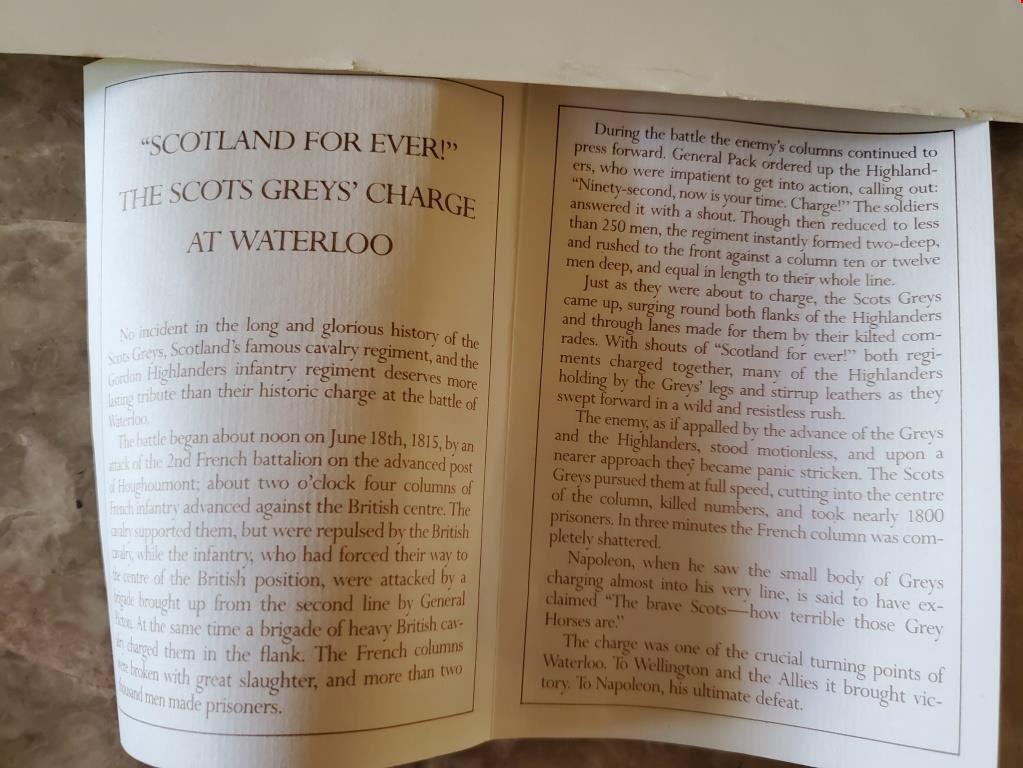 “SCOTLAND FOR EVER!”
THE SCOTS GREYS’ CHARGE
AT WATERLOO
No incident in the long and glorious history of the
Scots Greys, Scotland’s famous cavalry regiment, and the
Gordon Highlanders infantry regiment deserves more
lasting tribute than their historic charge at the battle of
Waterloo.
The battle began about noon on June 18th, 1815, by an
attack of the 2nd French battalion on the advanced post
of Houghoumont; about two o’clock four columns of
French infantry advanced against the British centre. The
cavalry supported them, but were repulsed by the British
cavalry, while the infantry, who had forced their way to
the centre of the British position, were attacked by a
brigade brought up from the second line by General
Picton. At the same time a brigade of heavy British cav-
alry charged them in the flank. The French columns
were broken with great slaughter, and more than two
thousand men made prisoners.
During the battle the enemy’s columns continued to
press forward. General Pack ordered up the Highland-
ers, who were impatient to get into action, calling out:
“Ninety-second, now is your time. Charge!” The soldiers
answered it with a shout. Though then reduced to less
than 250 men, the regiment instantly formed two-deep,
and rushed to the front against a column ten or twelve
men deep, and equal in length to their whole line.
Just as they were about to charge, the Scots Greys
came up, surging round both flanks of the Highlanders
and through lanes made for them by their kilted com-
rades. With shouts of “Scotland for ever!” both regi-
ments charged together, many of the Highlanders
holding by the Greys’ legs and stirrup leathers as they
swept forward in a wild and resistless rush.
The enemy, as if appalled by the advance of the Greys
and the Highlanders, stood motionless, and upon a
nearer approach they became panic stricken. The Scots
Greys pursued them at full speed, cutting into the centre
of the column, killed numbers, and took nearly 1800
prisoners. In three minutes the French column was com-
pletely shattered.
Napoleon, when he saw the small body of Greys
charging almost into his very line, is said to have ex-
claimed “The brave Scots—how terrible those Grey
Horses are.”
The charge was one of the crucial turning points of
Waterloo. To Wellington and the Allies it brought vic-
tory. To Napoleon, his ultimate defeat.